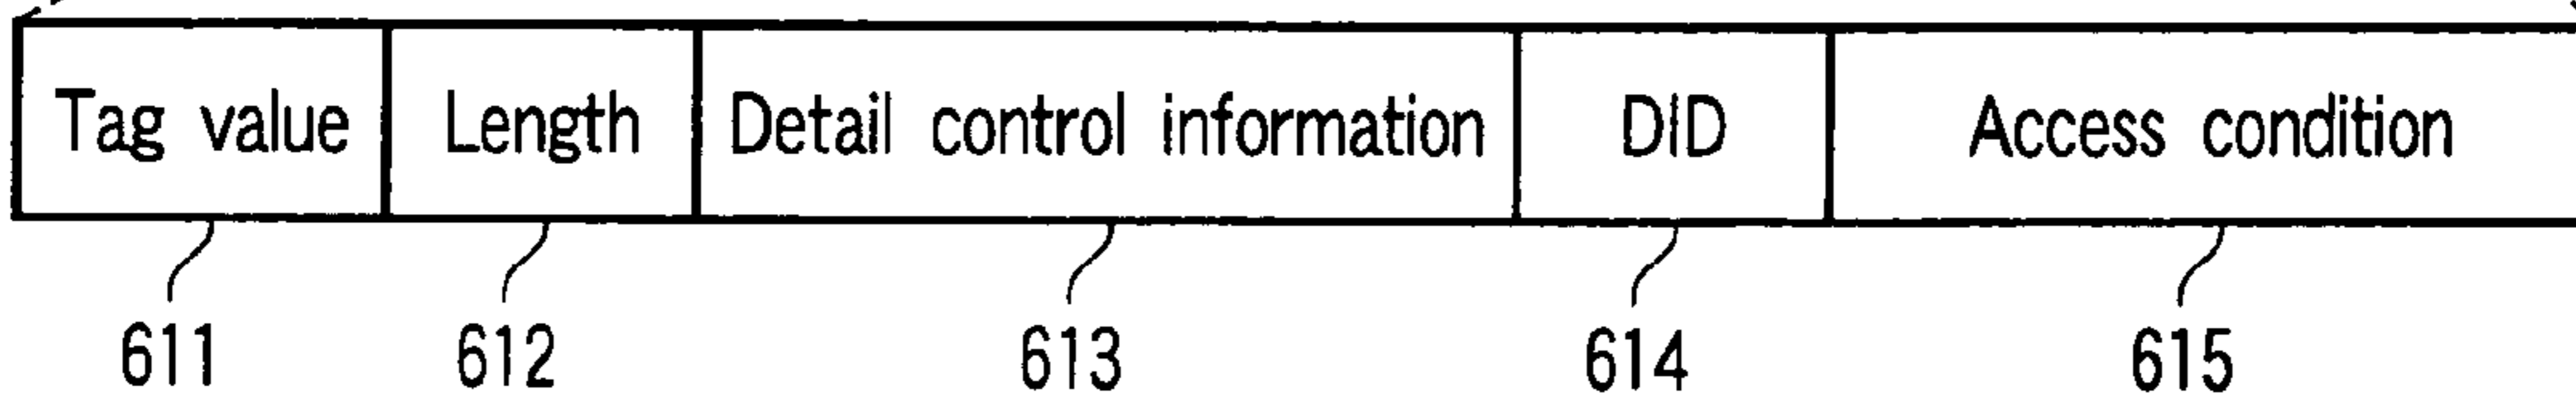 Tag value Length Detail control information DID Access condition
611 612 613 614 615